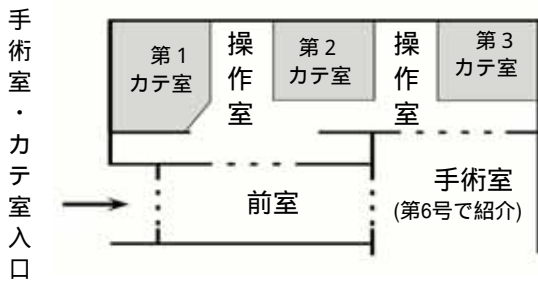 手術室・カテ室入口
第1
カテ室
操作室
第2
カテ室
操作室
第3
カテ室
前室
手術室
(第6号で紹介)